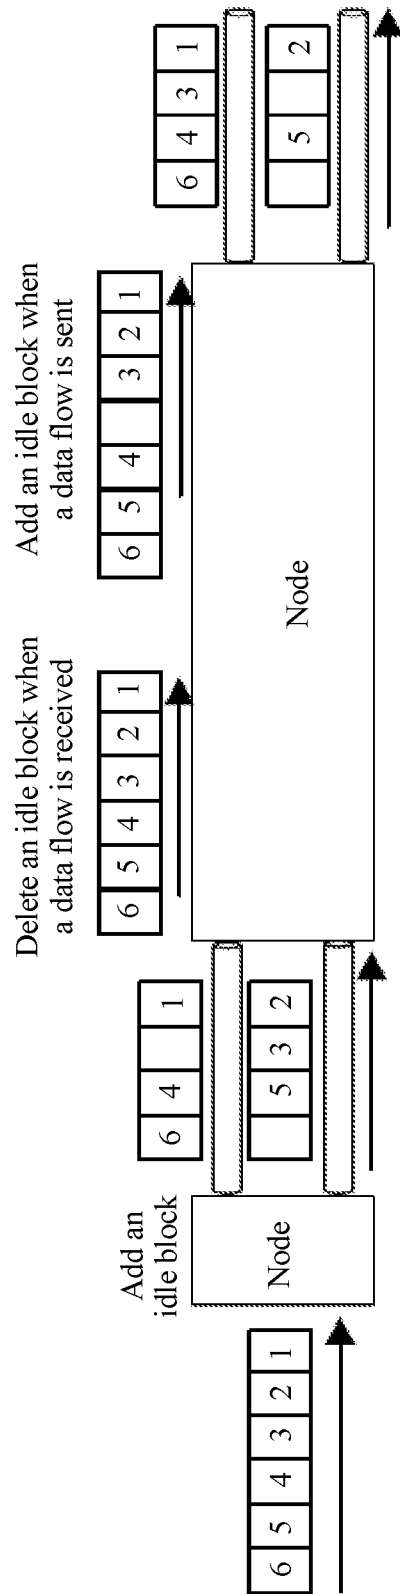 6 5 4 3 2 1
Add an
idle block
Node
6 4 1
5 3 2
Delete an idle block when
a data flow is received
6 5 4 3 2 1
Add an idle block when
a data flow is sent
6 5 4 3 2 1
Node
6 4 3 1
5 2